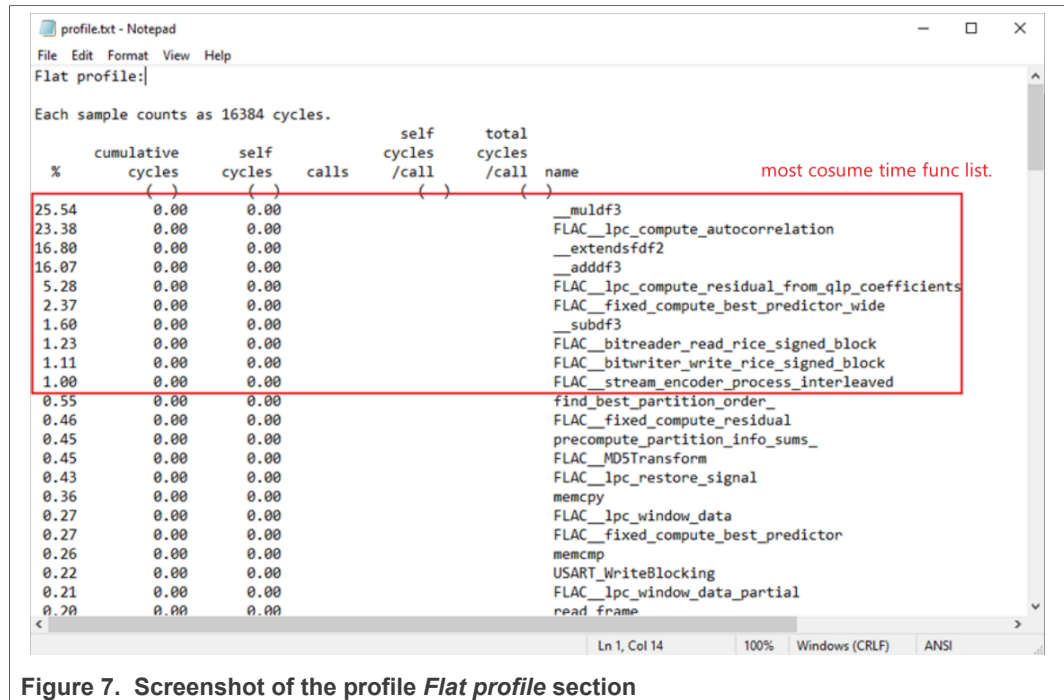 profile.txt - Notepad
File Edit Format View Help
Flat profile:
Each sample counts as 16384 cycles.
self total
cumulative self cycles cycles
% cycles cycles calls /call /call name
( ) ( ) ( ) ( )
most cosume time func list.
25.54 0.00 0.00 __muldf3
23.38 0.00 0.00 FLAC__lpc_compute_autocorrelation
16.80 0.00 0.00 __extendsfdf2
16.07 0.00 0.00 __adddf3
5.28 0.00 0.00 FLAC__lpc_compute_residual_from_qlp_coefficients
2.37 0.00 0.00 FLAC__fixed_compute_best_predictor_wide
1.60 0.00 0.00 __subdf3
1.23 0.00 0.00 FLAC__bitreader_read_rice_signed_block
1.11 0.00 0.00 FLAC__bitwriter_write_rice_signed_block
1.00 0.00 0.00 FLAC__stream_encoder_process_interleaved
0.55 0.00 0.00 find_best_partition_order_
0.46 0.00 0.00 FLAC__fixed_compute_residual
0.45 0.00 0.00 precompute_partition_info_sums_
0.45 0.00 0.00 FLAC__MD5Transform
0.43 0.00 0.00 FLAC__lpc_restore_signal
0.36 0.00 0.00 memcpy
0.27 0.00 0.00 FLAC__lpc_window_data
0.27 0.00 0.00 FLAC__fixed_compute_best_predictor
0.26 0.00 0.00 memcmp
0.22 0.00 0.00 USART_WriteBlocking
0.21 0.00 0.00 FLAC__lpc_window_data_partial
0.20 0.00 0.00 read_frame
Ln 1, Col 14 100% Windows (CRLF) ANSI
Figure 7. Screenshot of the profile Flat profile section